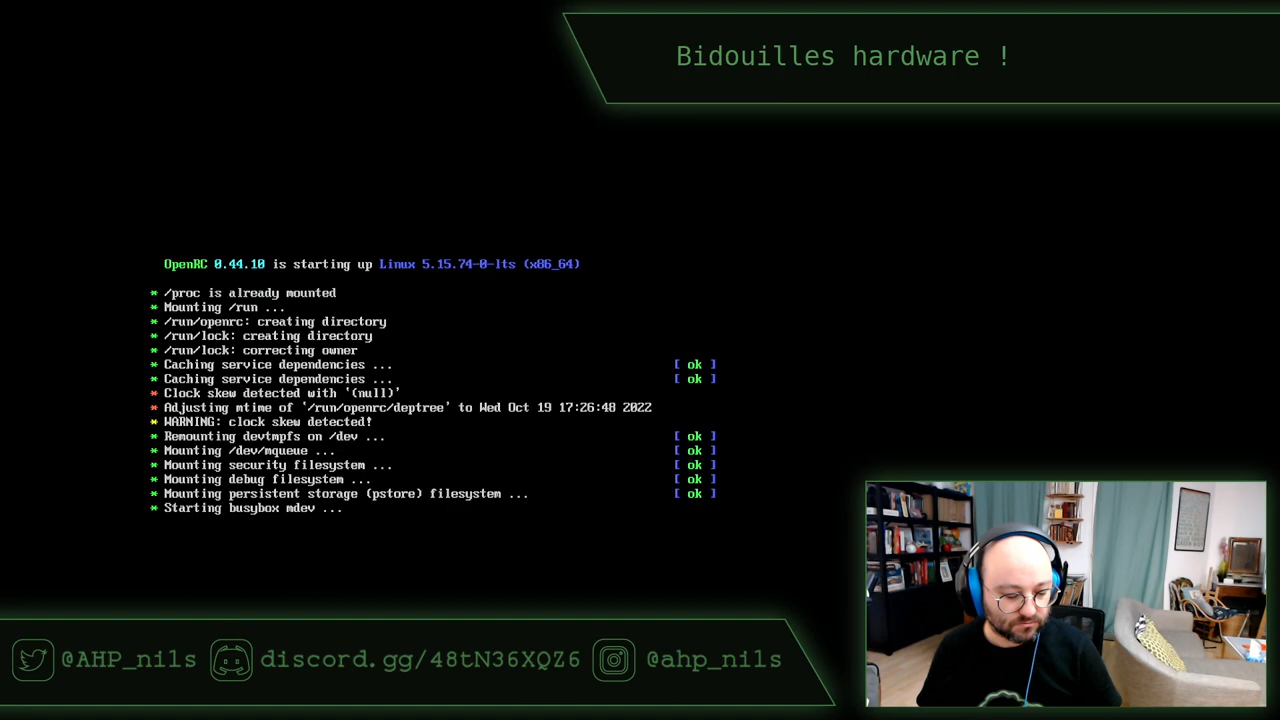 Bidouilles hardware !
OpenRC 0.44.10 is starting up Linux 5.15.74-0-lts (x86_64)
* /proc is already mounted
* Mounting /run ...
* /run/openrc: creating directory
* /run/lock: creating directory
* /run/lock: correcting owner
* Caching service dependencies ... [ ok ]
* Caching service dependencies ... [ ok ]
* Clock skew detected with `(null)'
* Adjusting mtime of `/run/openrc/deptree' to Wed Oct 19 17:26:48 2022
* WARNING: clock skew detected!
* Remounting devtmpfs on /dev ... [ ok ]
* Mounting /dev/mqueue ... [ ok ]
* Mounting security filesystem ... [ ok ]
* Mounting debug filesystem ... [ ok ]
* Mounting persistent storage (pstore) filesystem ... [ ok ]
* Starting busybox mdev ...
@AHP_nils discord.gg/48tN36XQZ6 @ahp_nils